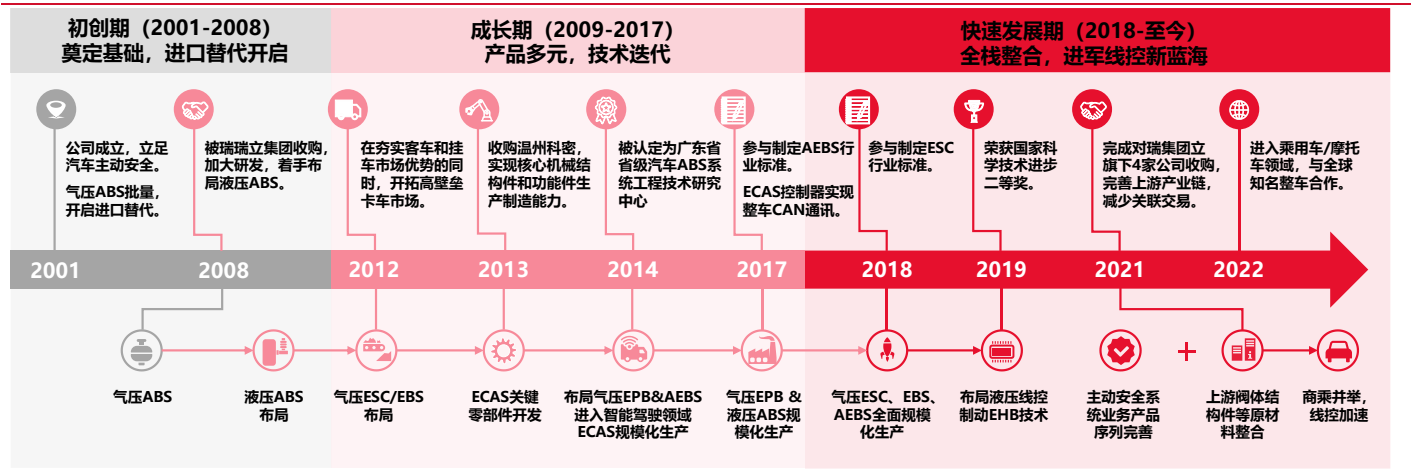 初创期（2001-2008）
奠定基础，进口替代开启
成长期（2009-2017）
产品多元，技术迭代
快速发展期（2018-至今）
全栈整合，进军线控新蓝海
公司成立，立足
汽车主动安全。
气压ABS批量，
开启进口替代。
被瑞瑞立集团收购，
加大研发，着手布
局液压ABS。
在夯实客车和挂
车市场优势的同
时，开拓高壁垒
卡车市场。
收购温州科密，
实现核心机械结
构件和功能件生
产制造能力。
被认定为广东省
省级汽车ABS系
统工程技术研究
中心
参与制定AEBS行
业标准。
ECAS控制器实现
整车CAN通讯。
参与制定ESC
行业标准。
荣获国家科
学技术进步
二等奖。
完成对瑞集团立
旗下4家公司收购，
完善上游产业链，
减少关联交易。
进入乘用车/摩托
车领域，与全球
知名整车合作。
2001
2008
2012
2013
2014
2017
2018
2019
2021
2022
气压ABS
液压ABS
布局
气压ESC/EBS
布局
ECAS关键
零部件开发
布局气压EPB&AEBS
进入智能驾驶领域
ECAS规模化生产
气压EPB &
液压ABS规
模化生产
气压ESC、EBS、
AEBS全面规模
化生产
布局液压线控
制动EHB技术
主动安全系
统业务产品
序列完善
+
上游阀体结
构件等原材
料整合
商乘并举，
线控加速